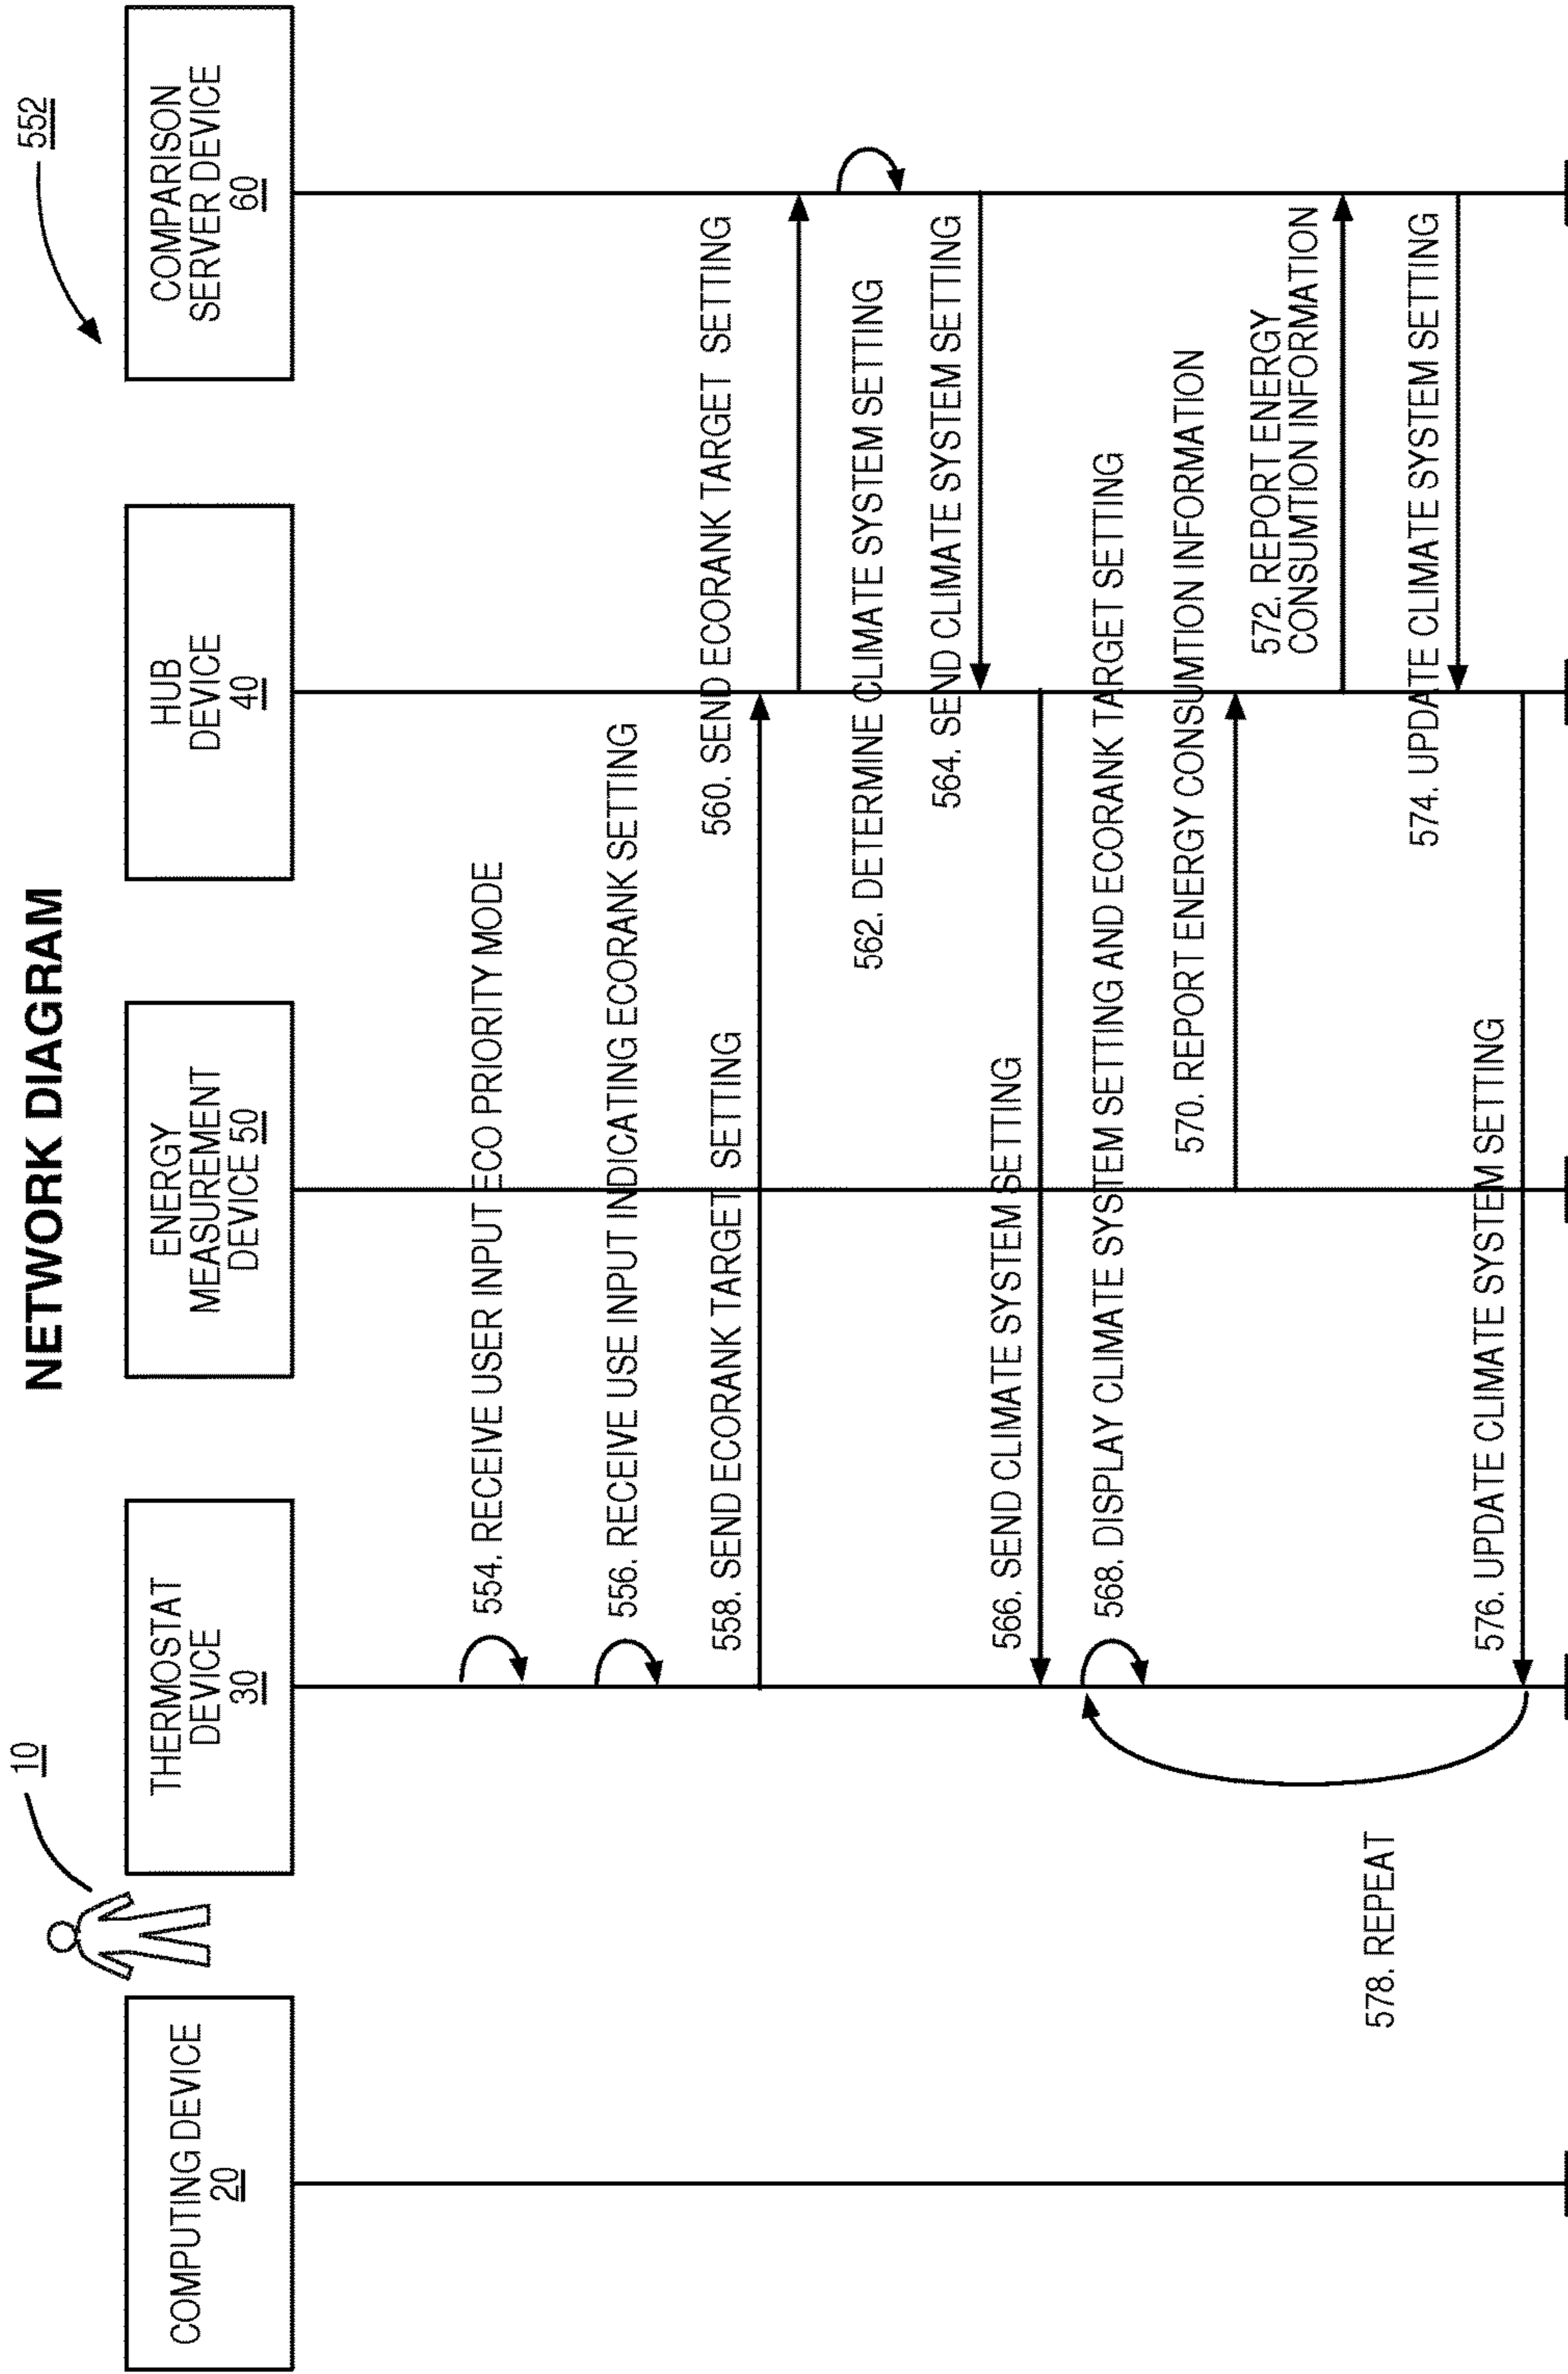 NETWORK DIAGRAM
552
10
COMPUTING DEVICE
20
THERMOSTAT
DEVICE
30
ENERGY
MEASUREMENT
DEVICE 50
HUB
DEVICE
40
COMPARISON
SERVER DEVICE
60
554. RECEIVE USER INPUT ECO PRIORITY MODE
556. RECEIVE USE INPUT INDICATING ECORANK SETTING
558. SEND ECORANK TARGET SETTING
560. SEND ECORANK TARGET SETTING
562. DETERMINE CLIMATE SYSTEM SETTING
564. SEND CLIMATE SYSTEM SETTING
566. SEND CLIMATE SYSTEM SETTING
568. DISPLAY CLIMATE SYSTEM SETTING AND ECORANK TARGET SETTING
570. REPORT ENERGY CONSUMTION INFORMATION
572. REPORT ENERGY
CONSUMTION INFORMATION
574. UPDATE CLIMATE SYSTEM SETTING
576. UPDATE CLIMATE SYSTEM SETTING
578. REPEAT